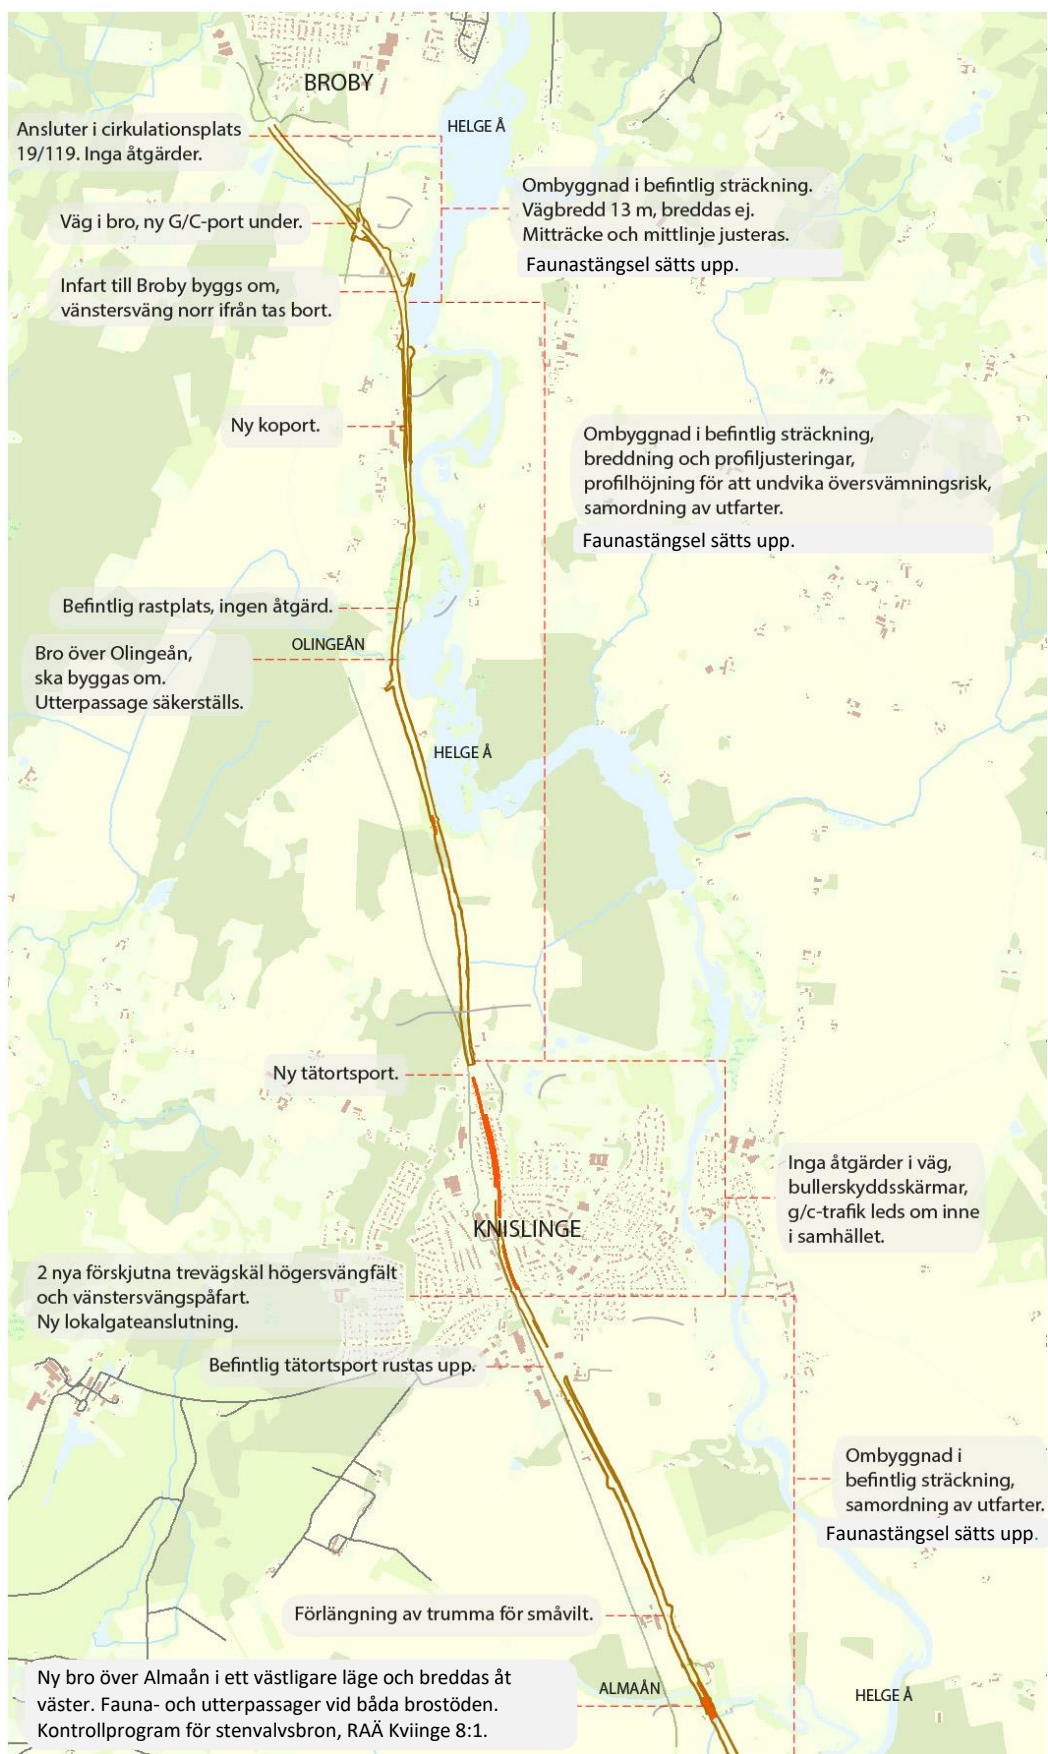 BROBY
Ansluter i cirkulationsplats
19/119. Inga åtgärder.
HELGE Å
Ombyggnad i befintlig sträckning.
Vägbredd 13 m, breddas ej.
Mitträcke och mittlinje justeras.
Faunastängsel sätts upp.
Väg i bro, ny G/C-port under.
Infart till Broby byggs om,
vänstersväng norr ifrån tas bort.
Ny koport.
Ombyggnad i befintlig sträckning,
breddning och profiljusteringar,
profilhöjning för att undvika översvämningsrisk,
samordning av utfarter.
Faunastängsel sätts upp.
Befintlig rastplats, ingen åtgärd.
OLINGEÅN
Bro över Olingeån,
ska byggas om.
Utterpassage säkerställs.
HELGE Å
Ny tätortsport.
Inga åtgärder i väg,
bullerskyddsskärmar,
g/c-trafik leds om inne
i samhället.
KNISLINGE
2 nya förskjutna trevägskäl högersvängfält
och vänstersvängspåfart.
Ny lokalgateanslutning.
Befintlig tätortsport rustas upp.
Ombyggnad i
befintlig sträckning,
samordning av utfarter.
Faunastängsel sätts upp.
Förlängning av trumma för småvilt.
Ny bro över Almaån i ett västligare läge och breddas åt
väster. Fauna- och utterpassager vid båda brostöden.
Kontrollprogram för stenvalvsbron, RAÄ Kviinge 8:1.
ALMAÅN
HELGE Å